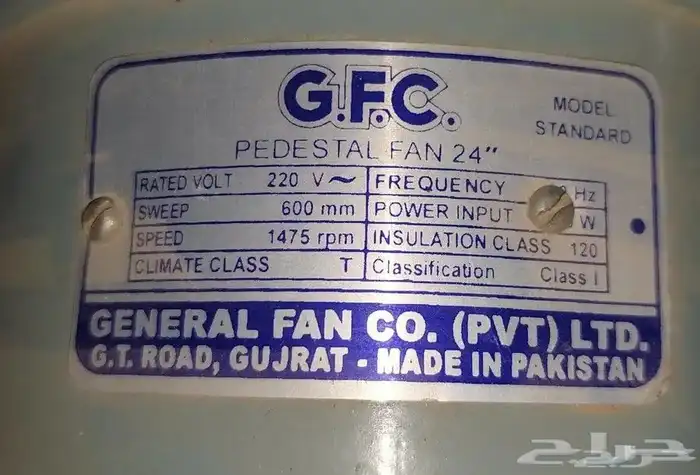 G.F.C.
MODEL
STANDARD
PEDESTAL FAN 24"
RATED VOLT 220 V ~ FREQUENCY Hz
SWEEP 600 mm POWER INPUT W
SPEED 1475 rpm INSULATION CLASS 120
CLIMATE CLASS T Classification Class I
GENERAL FAN CO. (PVT) LTD.
G.T. ROAD, GUJRAT - MADE IN PAKISTAN
حراج